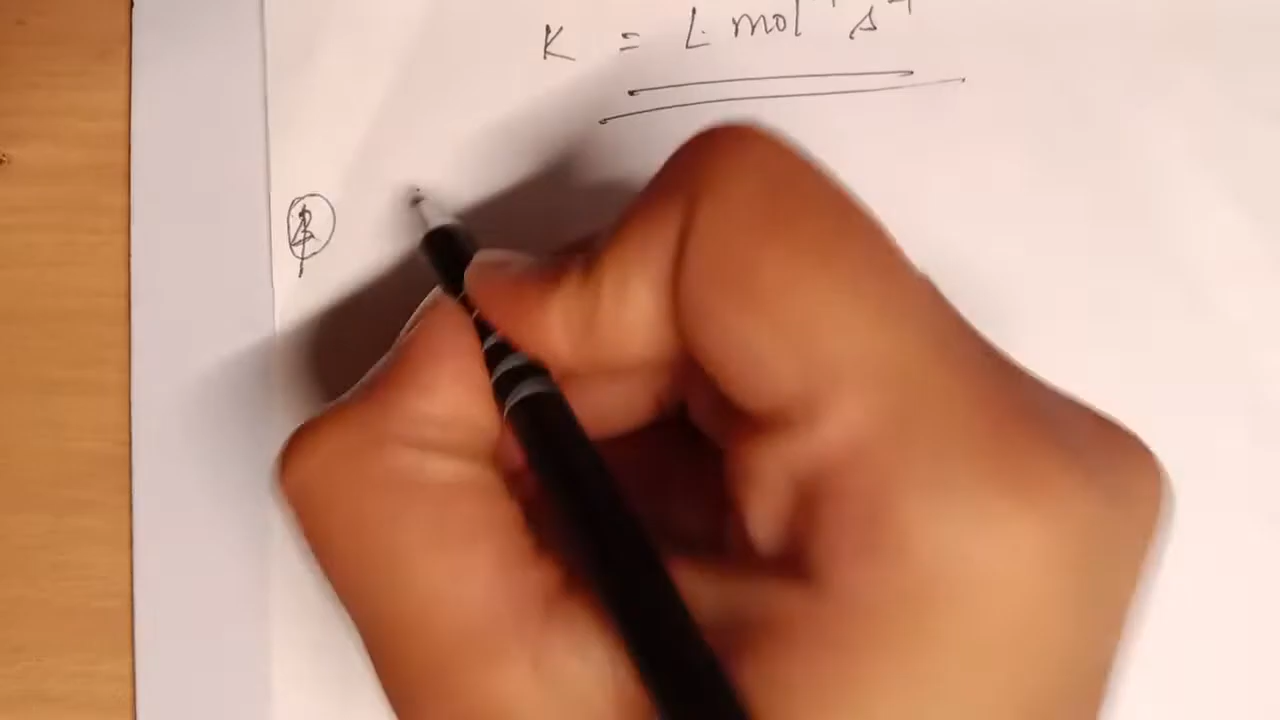 K = L mol⁻¹ s⁻¹